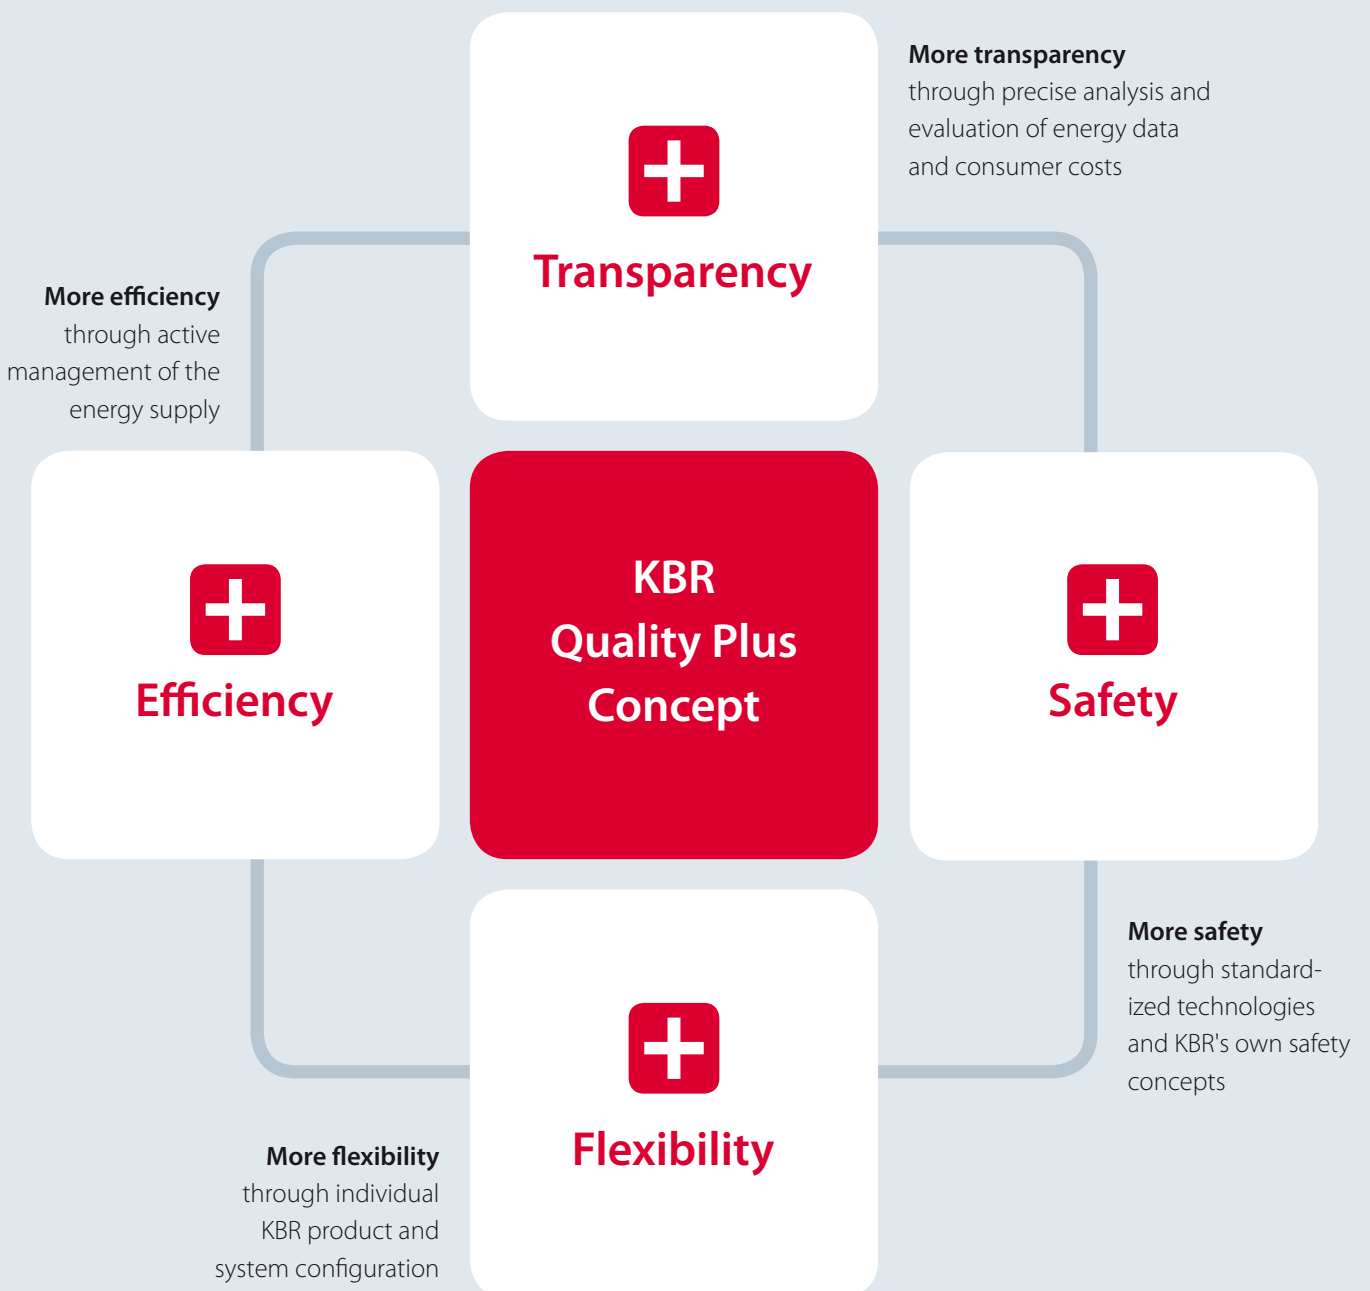 More transparency
through precise analysis and
evaluation of energy data
and consumer costs
Transparency
More efficiency
through active
management of the
energy supply
Efficiency
KBR
Quality Plus
Concept
Safety
More safety
through standard-
ized technologies
and KBR's own safety
concepts
Flexibility
More flexibility
through individual
KBR product and
system configuration